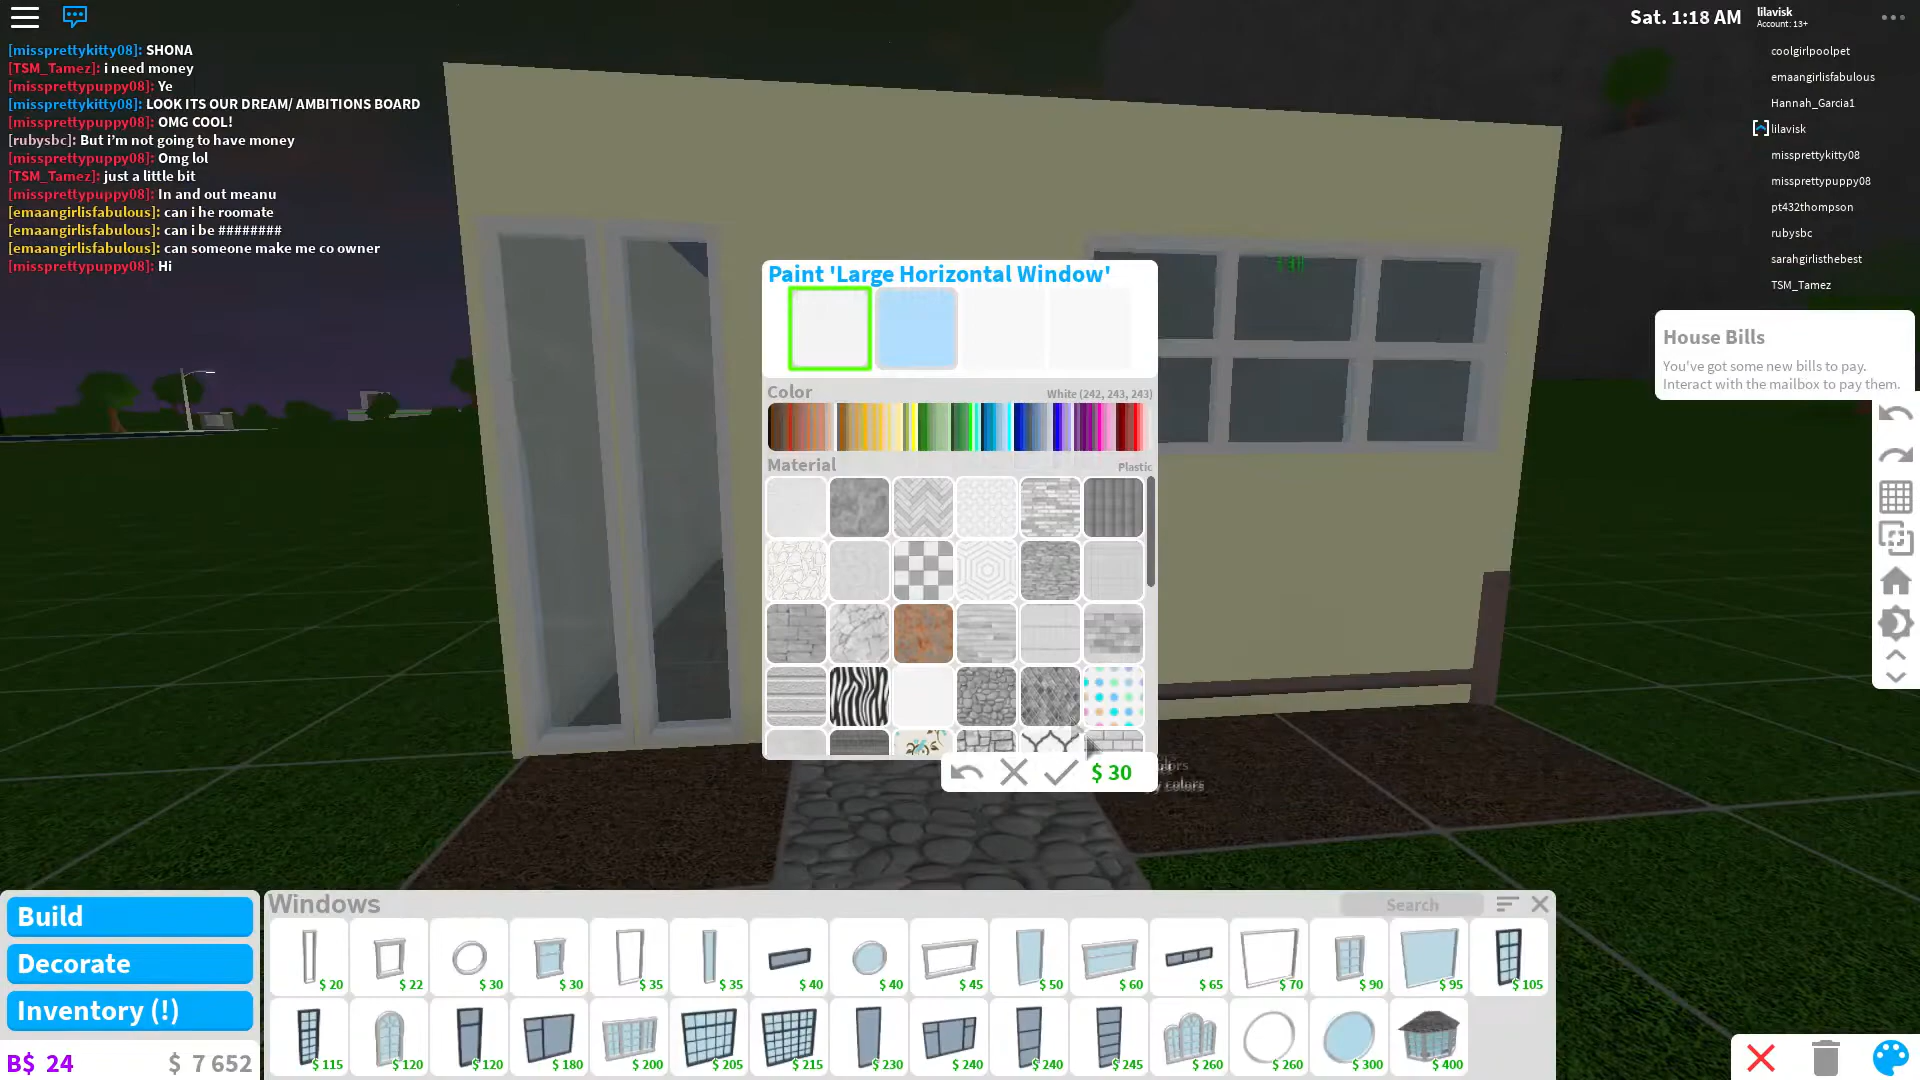 Sat. 1:18 AM
lilavisk
Account: 13+
[missprettykitty08]: SHONA
[TSM_Tamez]: i need money
[missprettypuppy08]: Ye
[missprettykitty08]: LOOK ITS OUR DREAM/ AMBITIONS BOARD
[missprettypuppy08]: OMG COOL!
[rubysbc]: But i'm not going to have money
[missprettypuppy08]: Omg lol
[TSM_Tamez]: just a little bit
[missprettypuppy08]: In and out meanu
[emaangirlisfabulous]: can i he roomate
[emaangirlisfabulous]: can i be ########
[emaangirlisfabulous]: can someone make me co owner
[missprettypuppy08]: Hi
coolgirlpoolpet
emaangirlisfabulous
Hannah_Garcia1
lilavisk
missprettykitty08
missprettypuppy08
pt432thompson
rubysbc
sarahgirlisthebest
TSM_Tamez
House Bills
You've got some new bills to pay.
Interact with the mailbox to pay them.
Paint 'Large Horizontal Window'
Color White (242, 243, 243)
Material Plastic
$ 30
colors
Build
Decorate
Inventory (!)
B$ 24 $ 7 652
Windows Search
$ 20 $ 22 $ 30 $ 30 $ 35 $ 35 $ 40 $ 40 $ 45 $ 50 $ 60 $ 65 $ 70 $ 90 $ 95 $ 105
$ 115 $ 120 $ 120 $ 180 $ 200 $ 205 $ 215 $ 230 $ 240 $ 240 $ 245 $ 260 $ 260 $ 300 $ 400